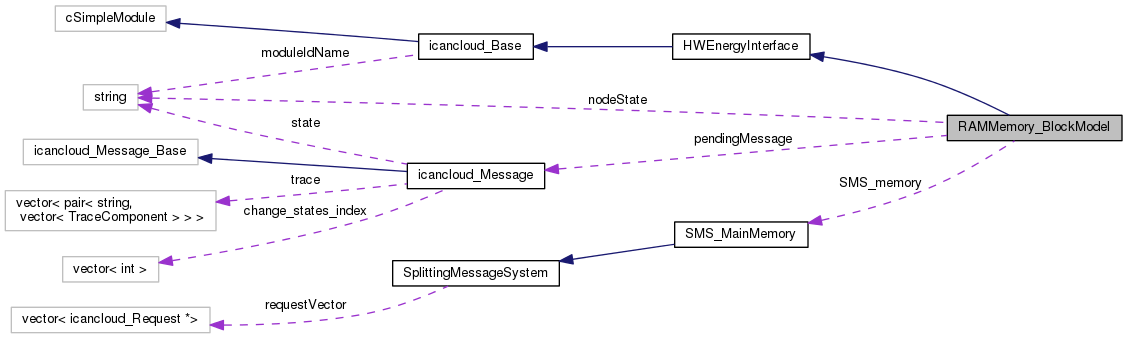 cSimpleModule
icancloud_Base
HWEnergyInterface
moduleIdName
string
nodeState
state
RAMMemory_BlockModel
pendingMessage
icancloud_Message_Base
icancloud_Message
trace
SMS_memory
vector< pair< string,
vector< TraceComponent > > >
change_states_index
SMS_MainMemory
vector< int >
SplittingMessageSystem
requestVector
vector< icancloud_Request *>